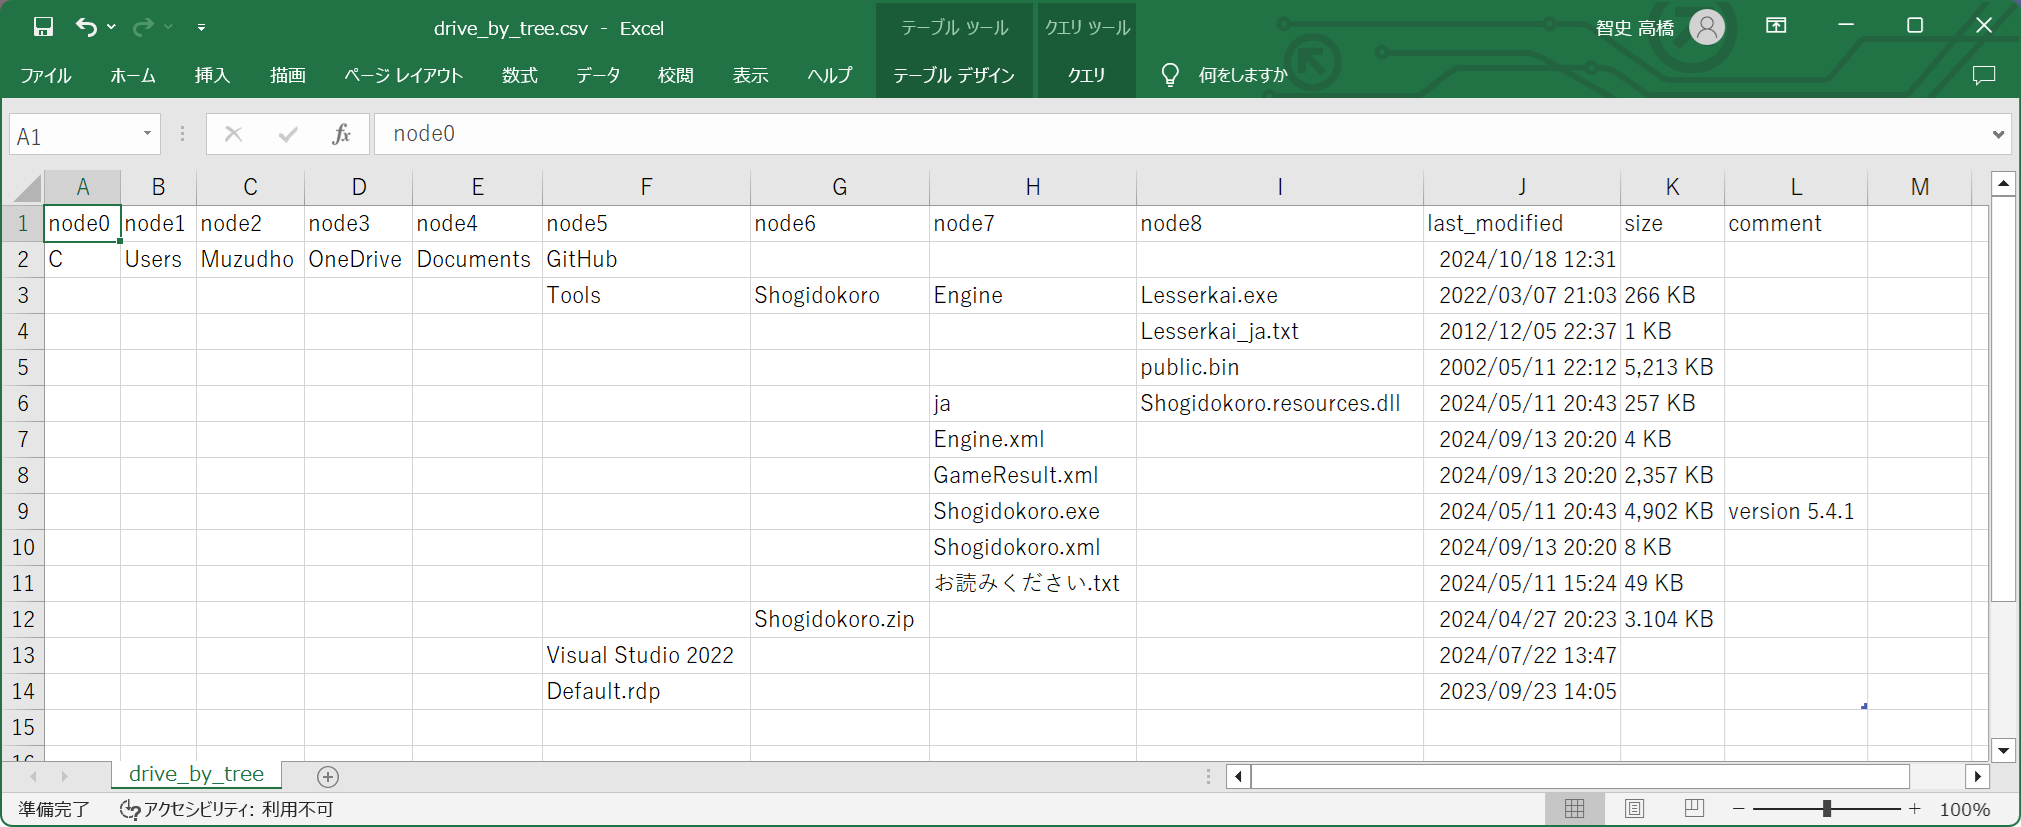 drive_by_tree.csv - Excel
テーブル ツール
クエリ ツール
智史 高橋
ファイル ホーム 挿入 描画 ページ レイアウト 数式 データ 校閲 表示 ヘルプ テーブル デザイン クエリ 何をしますか
A1 fx node0
A B C D E F G H I J K L M
1 node0 node1 node2 node3 node4 node5 node6 node7 node8 last_modified size comment
2 C Users Muzudho OneDrive Documents GitHub 2024/10/18 12:31
3 Tools Shogidokoro Engine Lesserkai.exe 2022/03/07 21:03 266 KB
4 Lesserkai_ja.txt 2012/12/05 22:37 1 KB
5 public.bin 2002/05/11 22:12 5,213 KB
6 ja Shogidokoro.resources.dll 2024/05/11 20:43 257 KB
7 Engine.xml 2024/09/13 20:20 4 KB
8 GameResult.xml 2024/09/13 20:20 2,357 KB
9 Shogidokoro.exe 2024/05/11 20:43 4,902 KB version 5.4.1
10 Shogidokoro.xml 2024/09/13 20:20 8 KB
11 お読みください.txt 2024/05/11 15:24 49 KB
12 Shogidokoro.zip 2024/04/27 20:23 3.104 KB
13 Visual Studio 2022 2024/07/22 13:47
14 Default.rdp 2023/09/23 14:05
15
16
drive_by_tree
準備完了 アクセシビリティ: 利用不可 100%